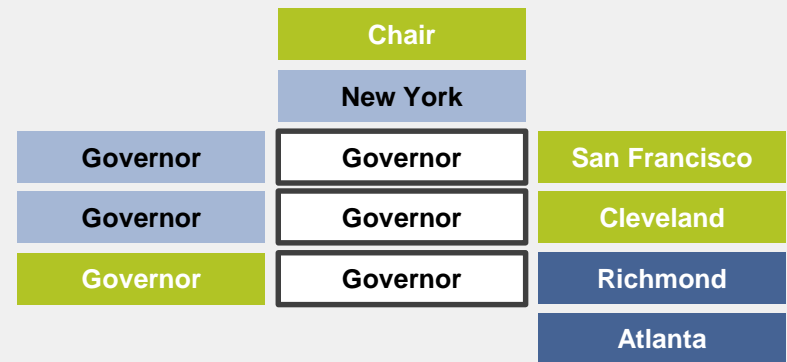 Chair
New York
Governor Governor San Francisco
Governor Governor Cleveland
Governor Governor Richmond
Atlanta